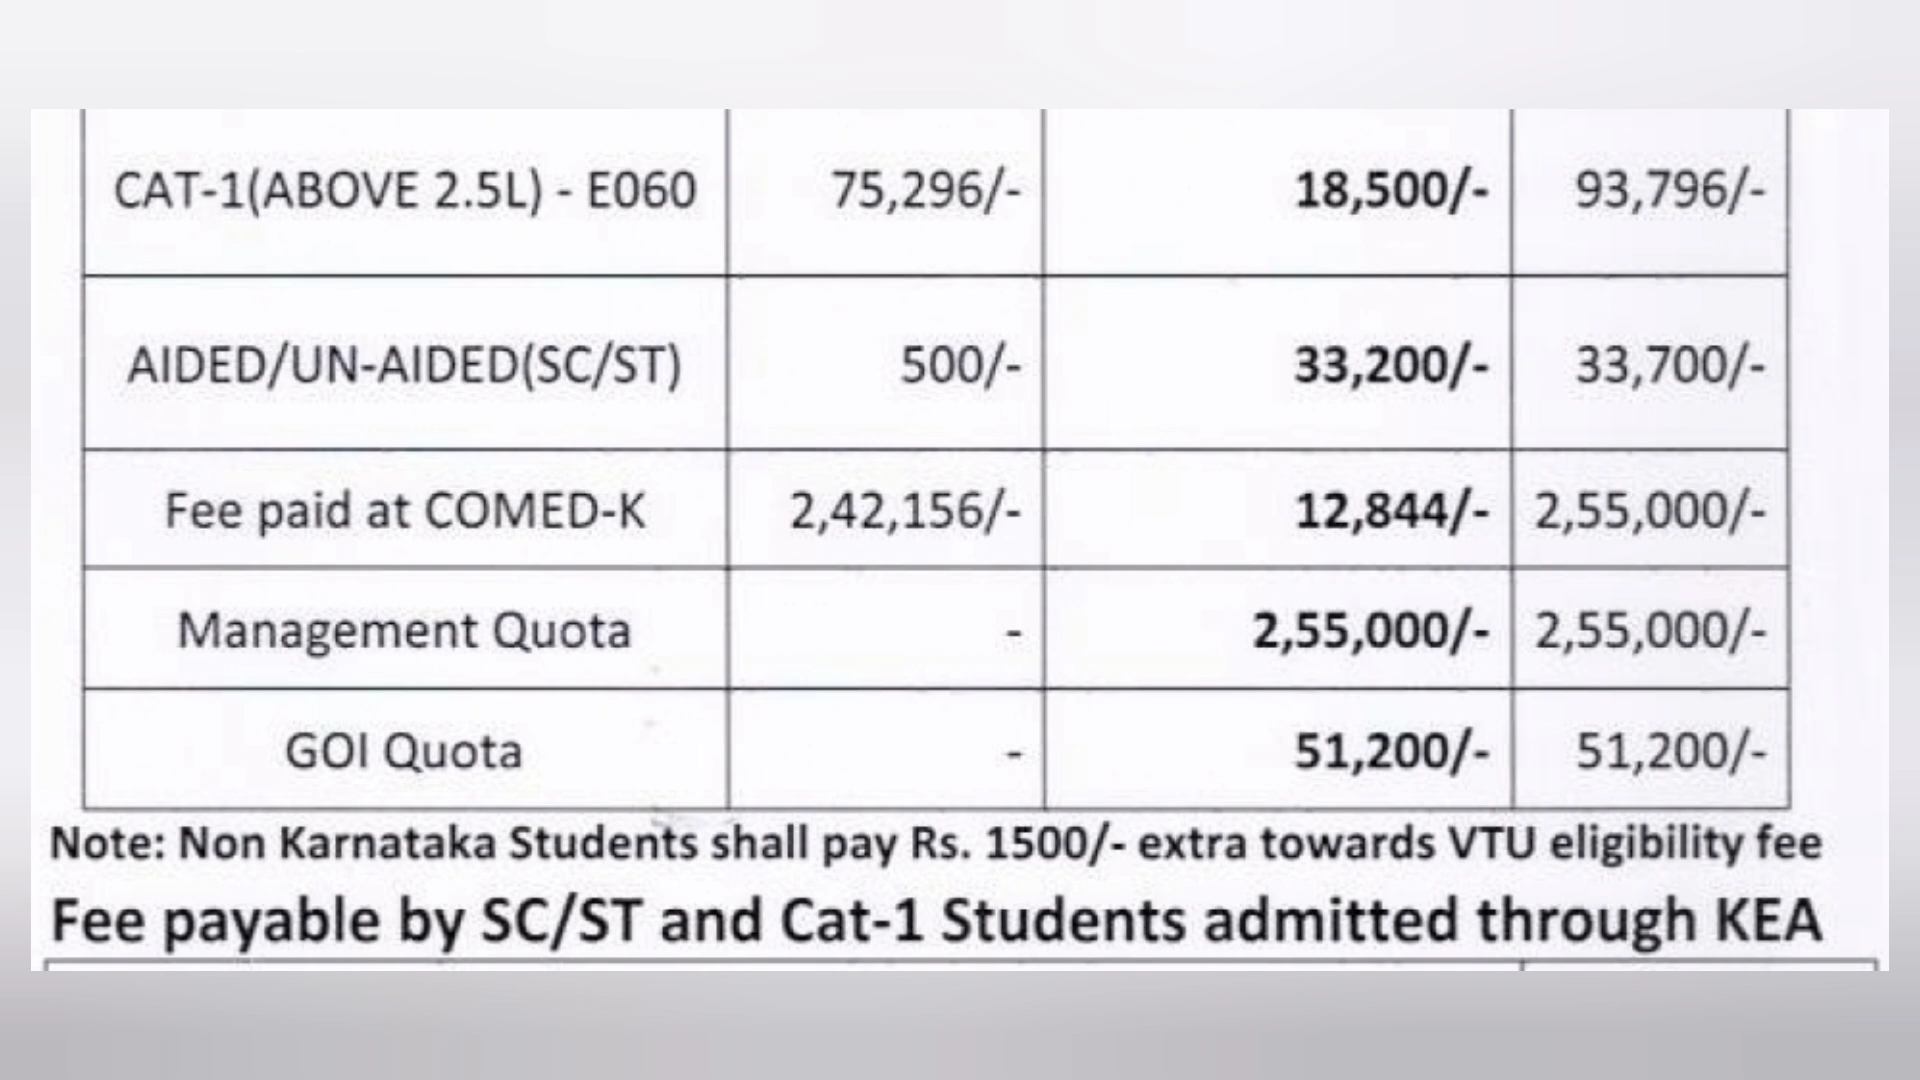 CAT-1(ABOVE 2.5L) - E060 75,296/- 18,500/- 93,796/-
AIDED/UN-AIDED(SC/ST) 500/- 33,200/- 33,700/-
Fee paid at COMED-K 2,42,156/- 12,844/- 2,55,000/-
Management Quota - 2,55,000/- 2,55,000/-
GOI Quota - 51,200/- 51,200/-
Note: Non Karnataka Students shall pay Rs. 1500/- extra towards VTU eligibility fee
Fee payable by SC/ST and Cat-1 Students admitted through KEA